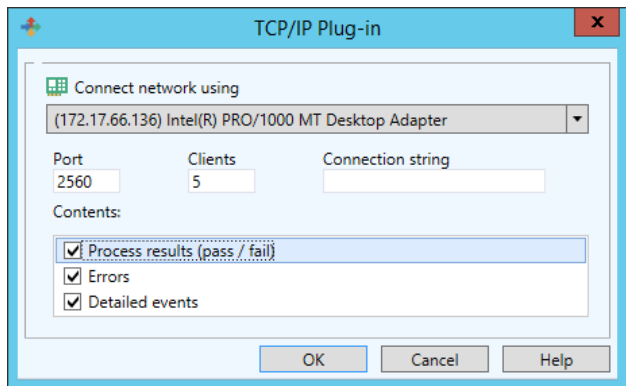 TCP/IP Plug-in
x
Connect network using
(172.17.66.136) Intel(R) PRO/1000 MT Desktop Adapter
Port Clients Connection string
2560 5
Contents:
Process results (pass / fail)
Errors
Detailed events
OK Cancel Help